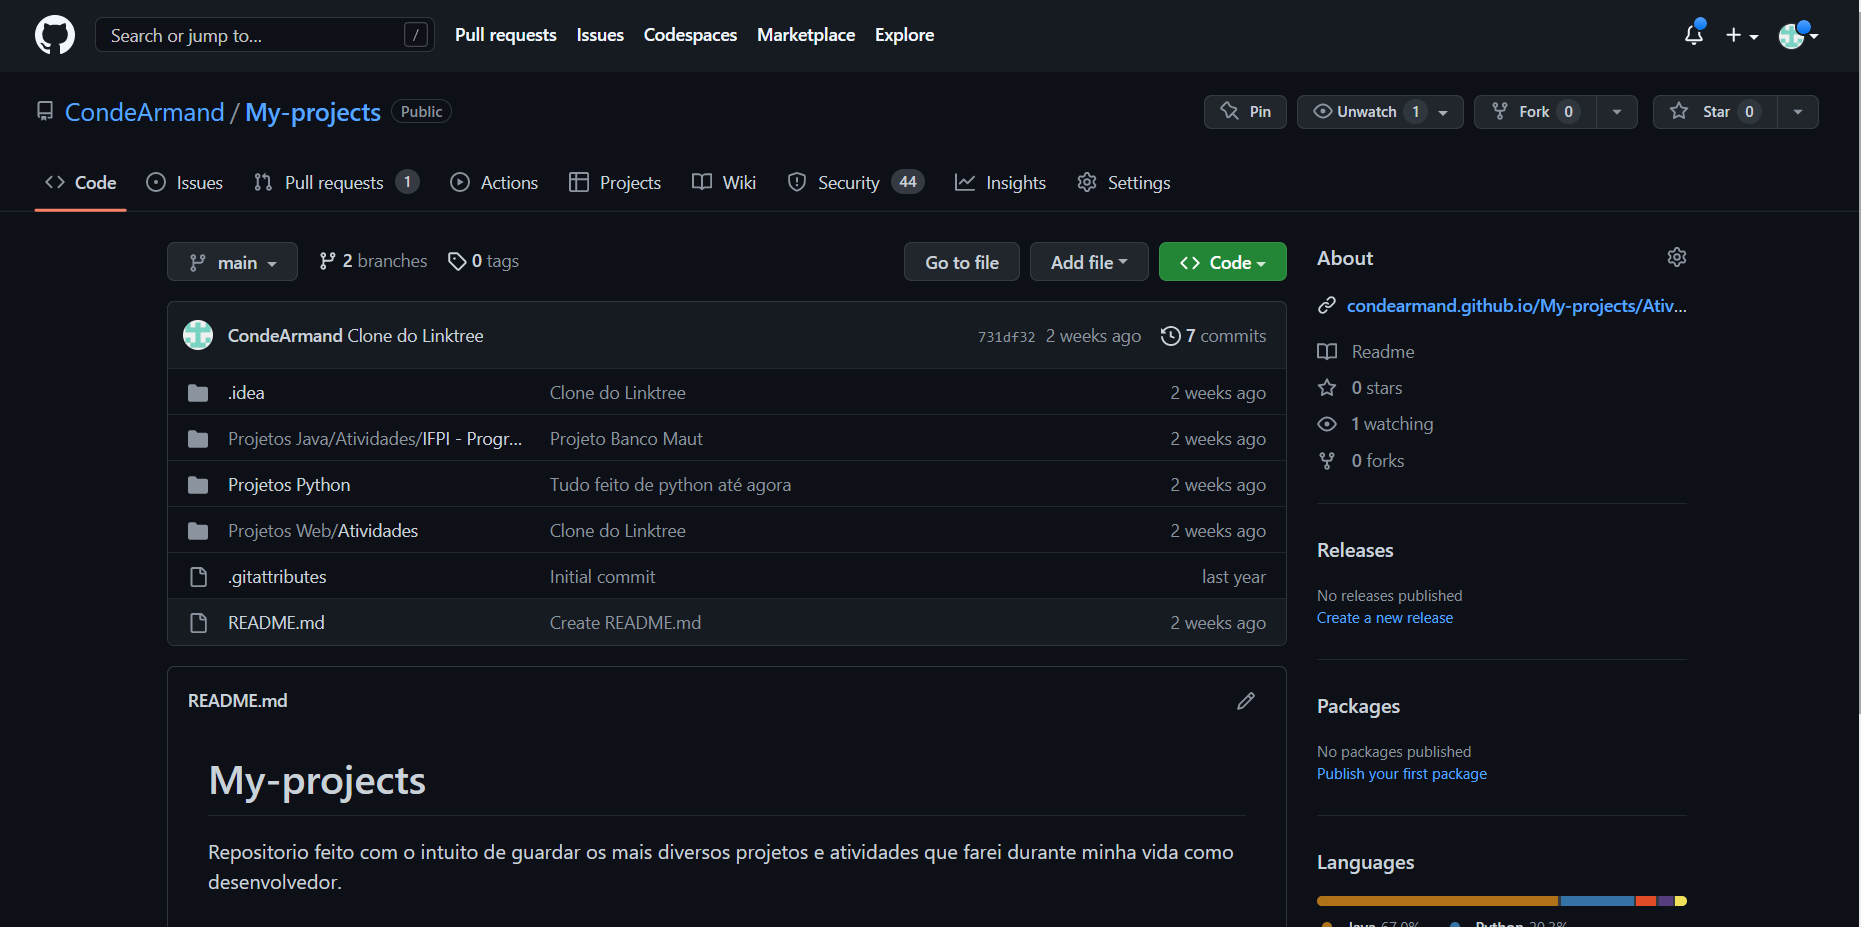 Search or jump to... /
Pull requests Issues Codespaces Marketplace Explore
CondeArmand / My-projects Public
Pin Unwatch 1 Fork 0 Star 0
Code Issues Pull requests 1 Actions Projects Wiki Security 44 Insights Settings
main 2 branches 0 tags Go to file Add file Code
CondeArmand Clone do Linktree 731df32 2 weeks ago 7 commits
.idea Clone do Linktree 2 weeks ago
Projetos Java/Atividades/IFPI - Progr... Projeto Banco Maut 2 weeks ago
Projetos Python Tudo feito de python até agora 2 weeks ago
Projetos Web/Atividades Clone do Linktree 2 weeks ago
.gitattributes Initial commit last year
README.md Create README.md 2 weeks ago
README.md
My-projects
Repositorio feito com o intuito de guardar os mais diversos projetos e atividades que farei durante minha vida como
desenvolvedor.
About
condearmand.github.io/My-projects/Ativ...
Readme
0 stars
1 watching
0 forks
Releases
No releases published
Create a new release
Packages
No packages published
Publish your first package
Languages
Java 67.0% Python 20.3%